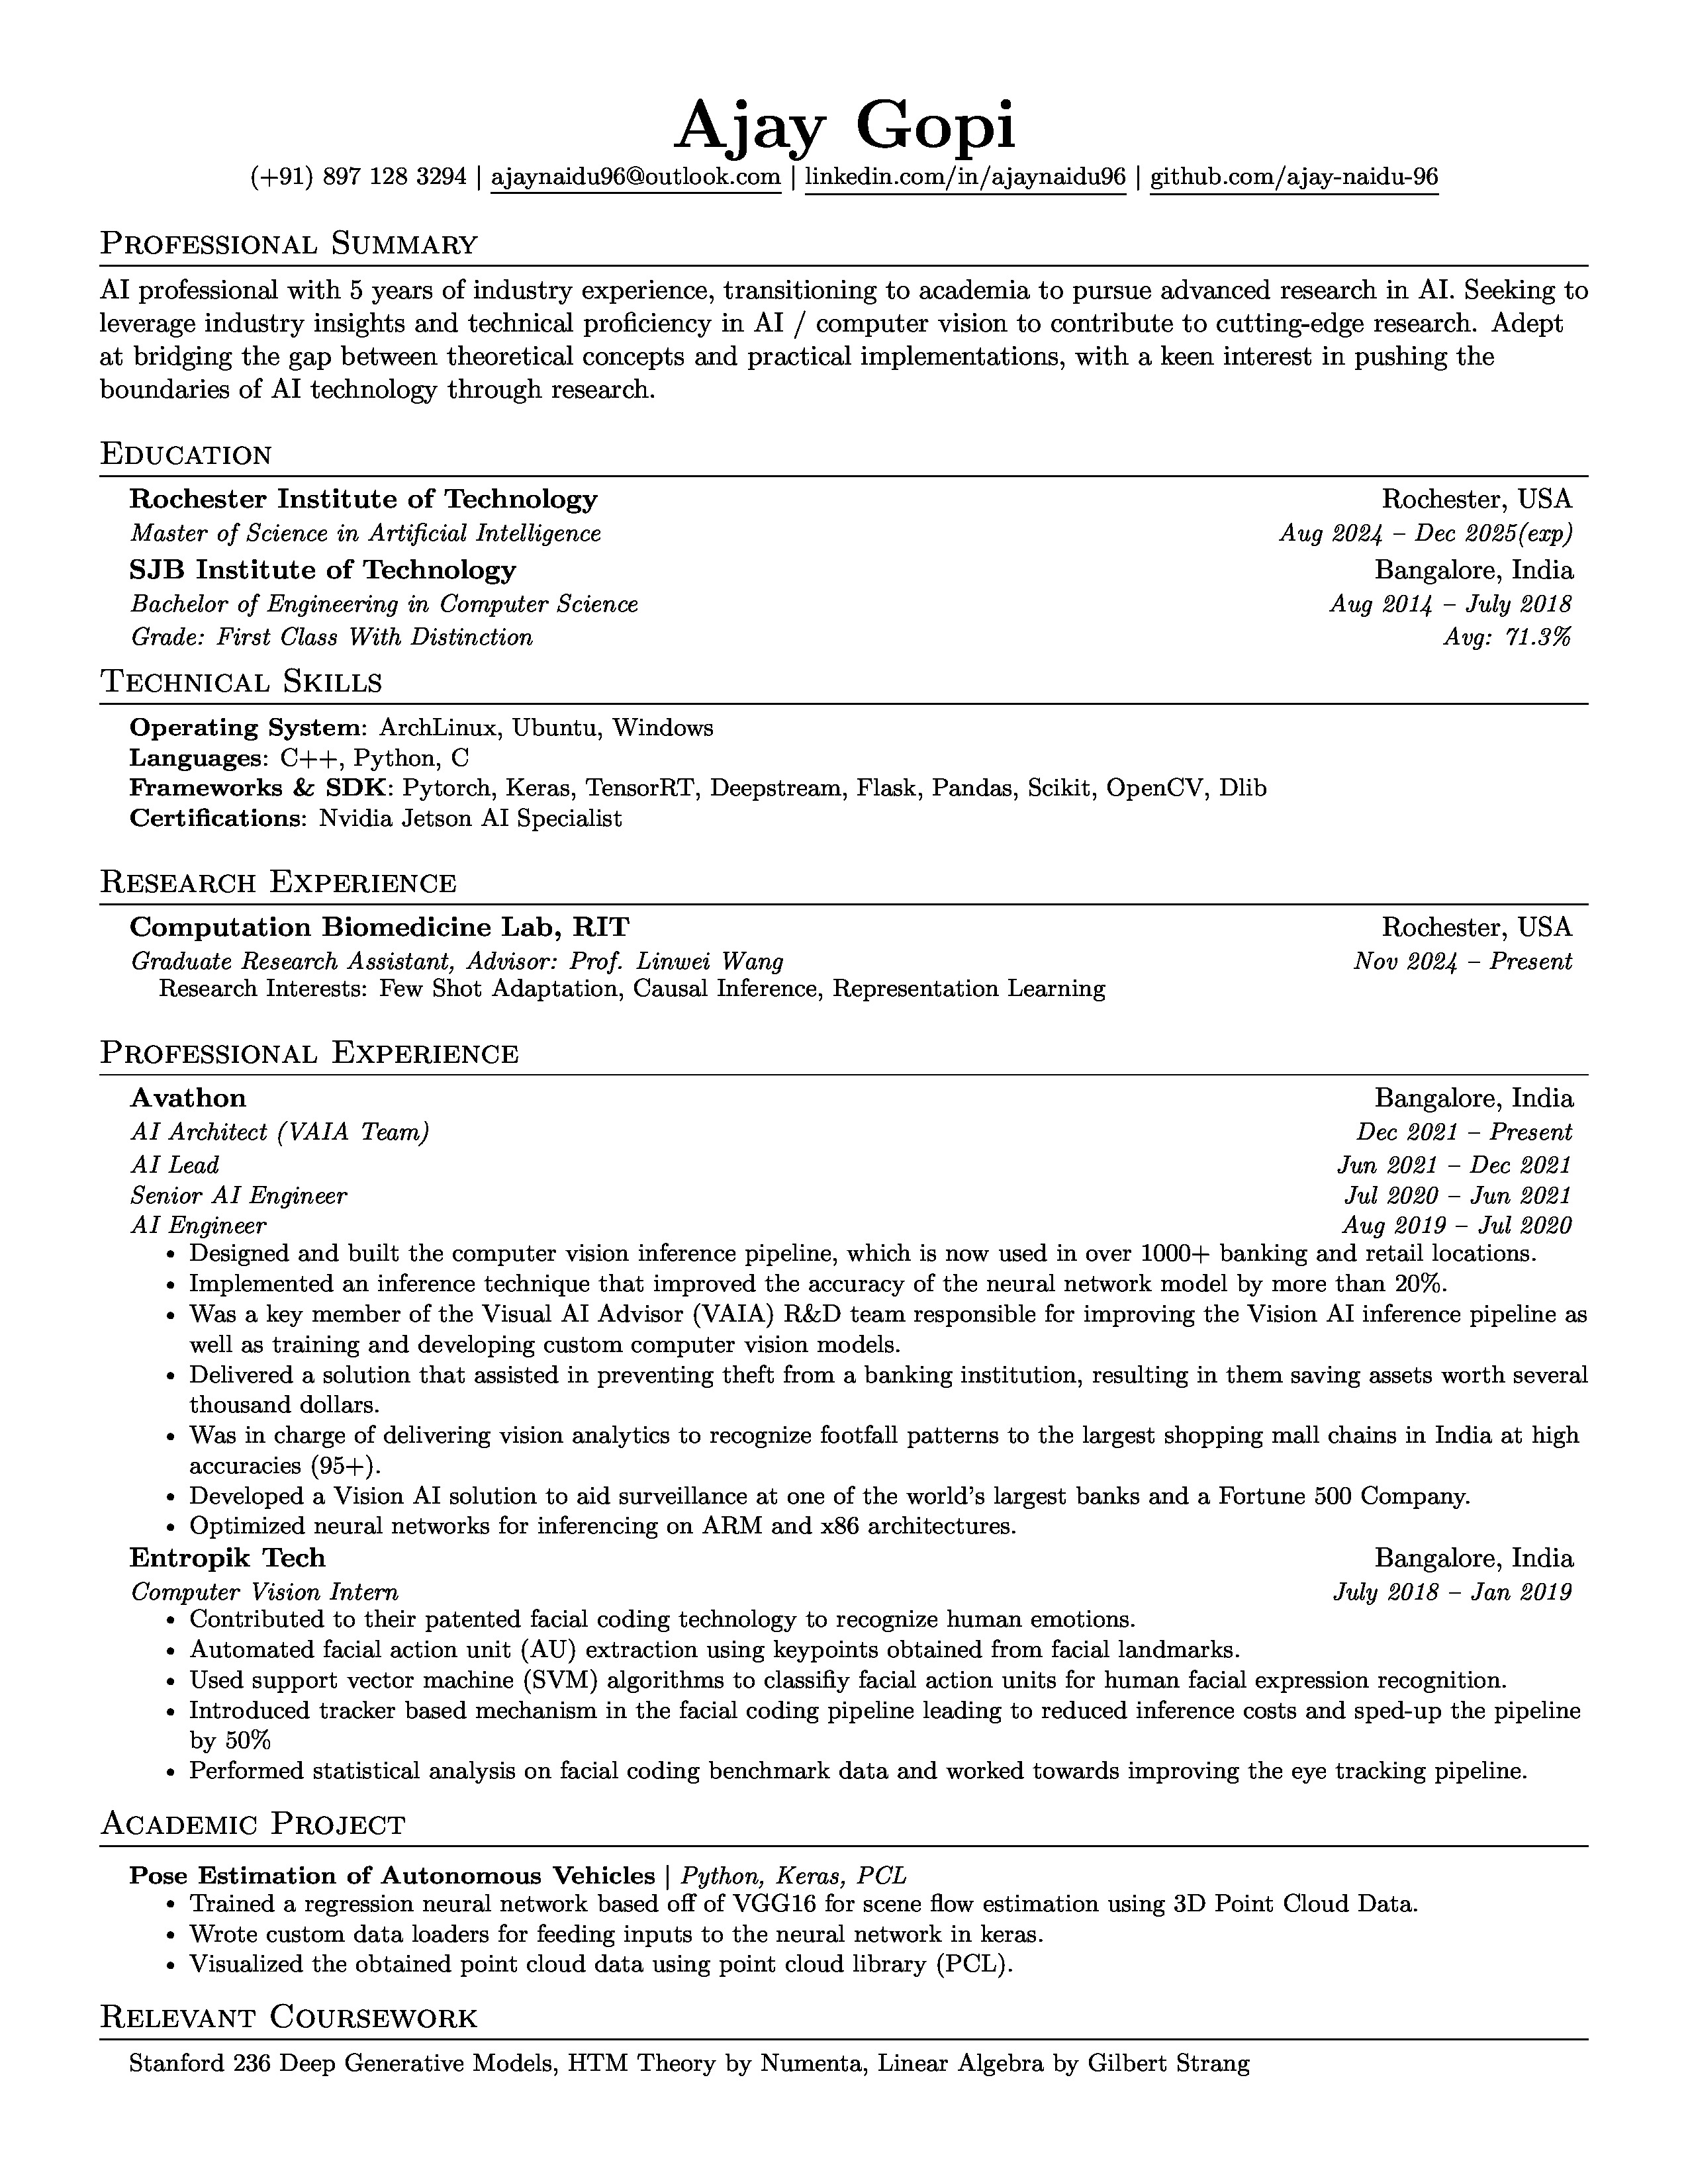 Ajay Gopi
(+91) 897 128 3294 | ajaynaidu96@outlook.com | linkedin.com/in/ajaynaidu96 | github.com/ajay-naidu-96
Professional Summary
AI professional with 5 years of industry experience, transitioning to academia to pursue advanced research in AI. Seeking to
leverage industry insights and technical proficiency in AI / computer vision to contribute to cutting-edge research. Adept
at bridging the gap between theoretical concepts and practical implementations, with a keen interest in pushing the
boundaries of AI technology through research.
Education
Rochester Institute of Technology Rochester, USA
Master of Science in Artificial Intelligence Aug 2024 – Dec 2025(exp)
SJB Institute of Technology Bangalore, India
Bachelor of Engineering in Computer Science Aug 2014 – July 2018
Grade: First Class With Distinction Avg: 71.3%
Technical Skills
Operating System: ArchLinux, Ubuntu, Windows
Languages: C++, Python, C
Frameworks & SDK: Pytorch, Keras, TensorRT, Deepstream, Flask, Pandas, Scikit, OpenCV, Dlib
Certifications: Nvidia Jetson AI Specialist
Research Experience
Computation Biomedicine Lab, RIT Rochester, USA
Graduate Research Assistant, Advisor: Prof. Linwei Wang Nov 2024 – Present
Research Interests: Few Shot Adaptation, Causal Inference, Representation Learning
Professional Experience
Avathon Bangalore, India
AI Architect (VAIA Team) Dec 2021 – Present
AI Lead Jun 2021 – Dec 2021
Senior AI Engineer Jul 2020 – Jun 2021
AI Engineer Aug 2019 – Jul 2020
• Designed and built the computer vision inference pipeline, which is now used in over 1000+ banking and retail locations.
• Implemented an inference technique that improved the accuracy of the neural network model by more than 20%.
• Was a key member of the Visual AI Advisor (VAIA) R&D team responsible for improving the Vision AI inference pipeline as
well as training and developing custom computer vision models.
• Delivered a solution that assisted in preventing theft from a banking institution, resulting in them saving assets worth several
thousand dollars.
• Was in charge of delivering vision analytics to recognize footfall patterns to the largest shopping mall chains in India at high
accuracies (95+).
• Developed a Vision AI solution to aid surveillance at one of the world's largest banks and a Fortune 500 Company.
• Optimized neural networks for inferencing on ARM and x86 architectures.
Entropik Tech Bangalore, India
Computer Vision Intern July 2018 – Jan 2019
• Contributed to their patented facial coding technology to recognize human emotions.
• Automated facial action unit (AU) extraction using keypoints obtained from facial landmarks.
• Used support vector machine (SVM) algorithms to classifiy facial action units for human facial expression recognition.
• Introduced tracker based mechanism in the facial coding pipeline leading to reduced inference costs and sped-up the pipeline
by 50%
• Performed statistical analysis on facial coding benchmark data and worked towards improving the eye tracking pipeline.
Academic Project
Pose Estimation of Autonomous Vehicles | Python, Keras, PCL
• Trained a regression neural network based off of VGG16 for scene flow estimation using 3D Point Cloud Data.
• Wrote custom data loaders for feeding inputs to the neural network in keras.
• Visualized the obtained point cloud data using point cloud library (PCL).
Relevant Coursework
Stanford 236 Deep Generative Models, HTM Theory by Numenta, Linear Algebra by Gilbert Strang